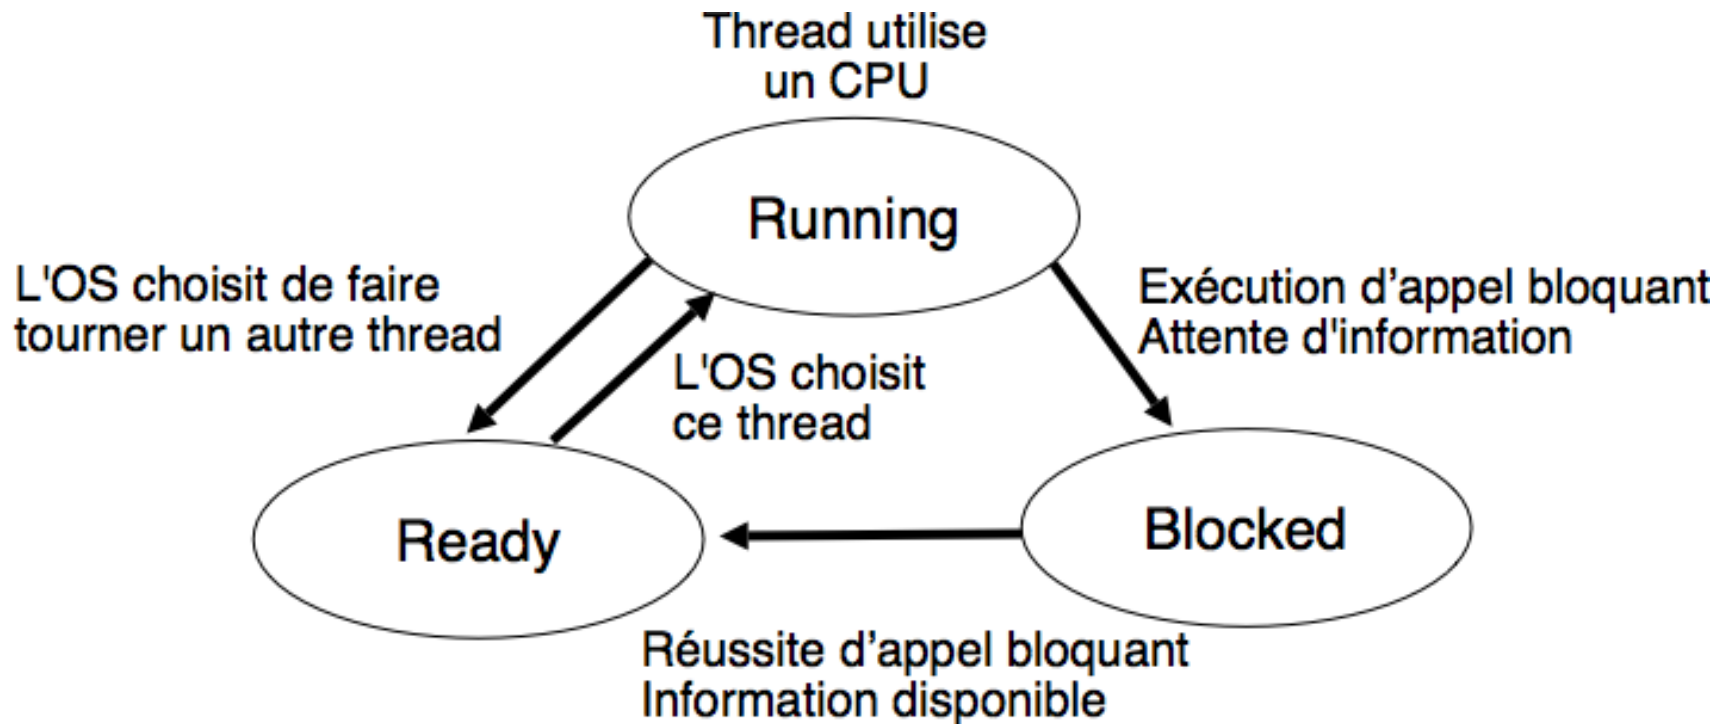 Thread utilise
un CPU
Running
L'OS choisit de faire
tourner un autre thread
Exécution d’appel bloquant
Attente d'information
L'OS choisit
ce thread
Ready
Blocked
Réussite d’appel bloquant
Information disponible